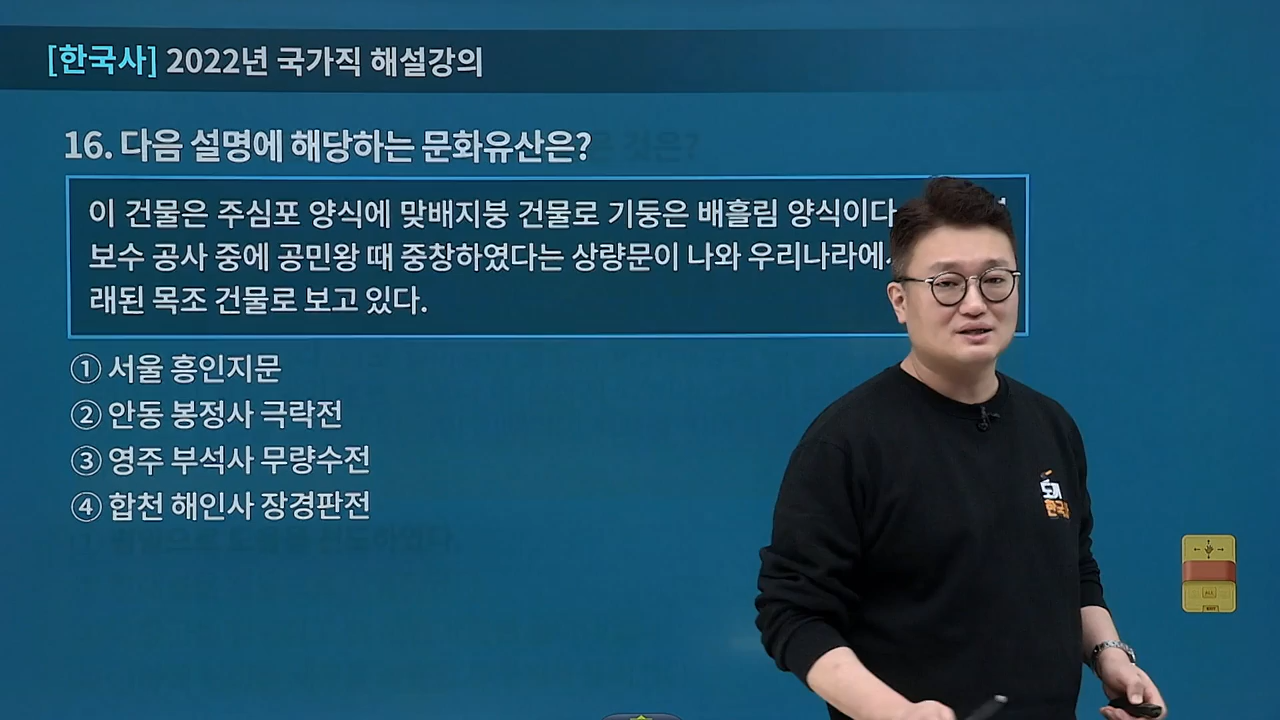 [한국사] 2022년 국가직 해설강의
16. 다음 설명에 해당하는 문화유산은?
이 건물은 주심포 양식에 맞배지붕 건물로 기둥은 배흘림 양식이다
보수 공사 중에 공민왕 때 중창하였다는 상량문이 나와 우리나라에
래된 목조 건물로 보고 있다.
① 서울 흥인지문
② 안동 봉정사 극락전
③ 영주 부석사 무량수전
④ 합천 해인사 장경판전
한국사